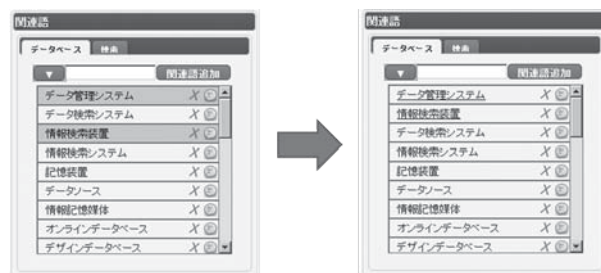 関連語
データベース 検索
▼ 関連語追加
データ管理システム X
データ検索システム X
情報検索装置 X
情報検索システム X
記憶装置 X
データソース X
情報記憶媒体 X
オンラインデータベース X
デザインデータベース X
関連語
データベース 検索
▼ 関連語追加
データ管理システム X
情報検索装置 X
データ検索システム X
情報検索システム X
記憶装置 X
データソース X
情報記憶媒体 X
オンラインデータベース X
デザインデータベース X